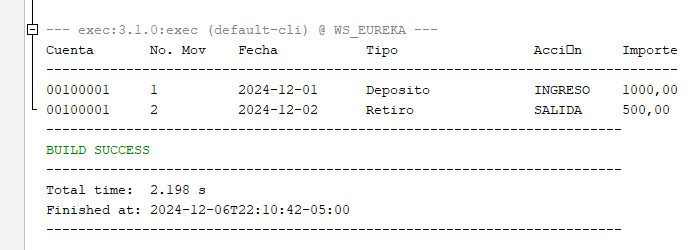 --- exec:3.1.0:exec (default-cli) @ WS_EUREKA ---
Cuenta No. Mov Fecha Tipo Acci□n Importe
------------------------------------------------------------------------
00100001 1 2024-12-01 Deposito INGRESO 1000,00
00100001 2 2024-12-02 Retiro SALIDA 500,00
------------------------------------------------------------------------
BUILD SUCCESS
------------------------------------------------------------------------
Total time: 2.198 s
Finished at: 2024-12-06T22:10:42-05:00
------------------------------------------------------------------------